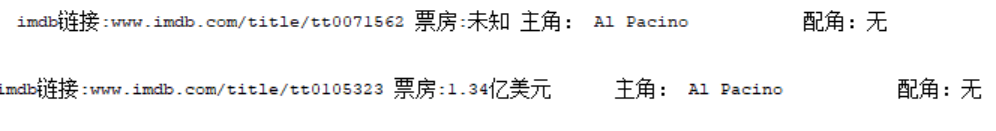 imdb链接:www.imdb.com/title/tt0071562 票房:未知 主角: Al Pacino 配角: 无
imdb链接:www.imdb.com/title/tt0105323 票房:1.34亿美元 主角: Al Pacino 配角: 无